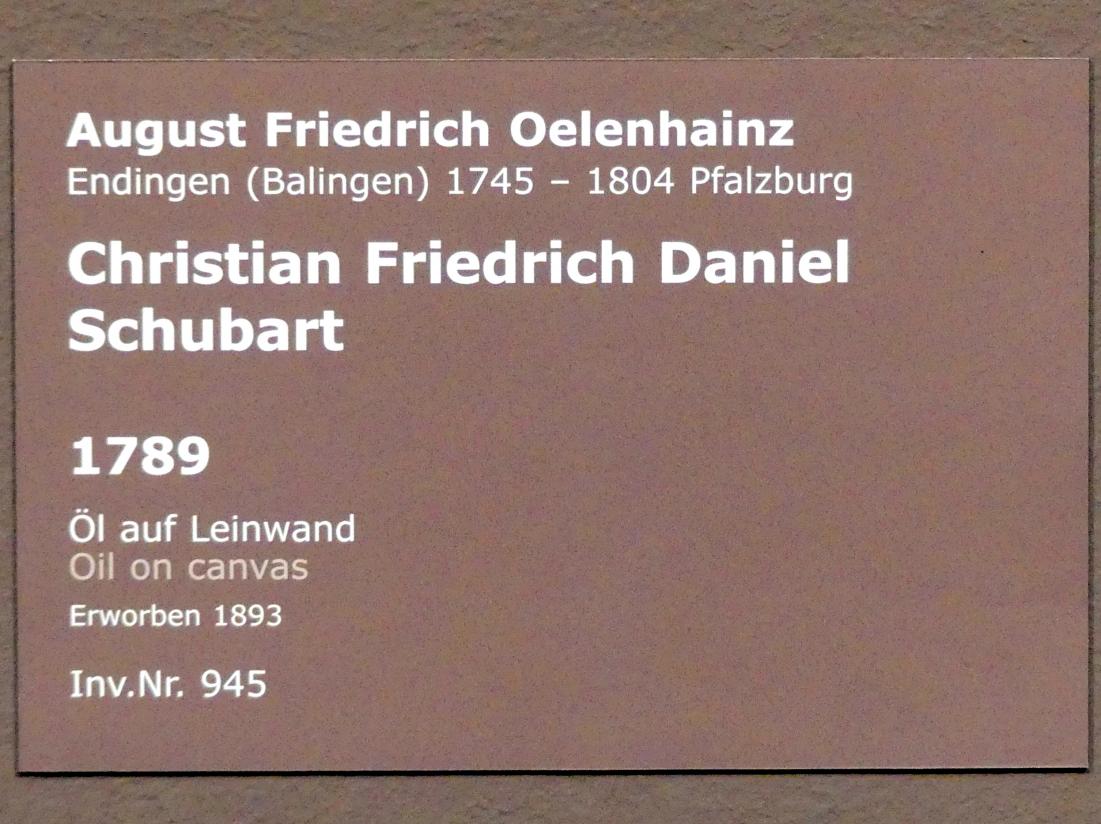 August Friedrich Oelenhainz
Endingen (Balingen) 1745 – 1804 Pfalzburg
Christian Friedrich Daniel
Schubart
1789
Öl auf Leinwand
Oil on canvas
Erworben 1893
Inv.Nr. 945